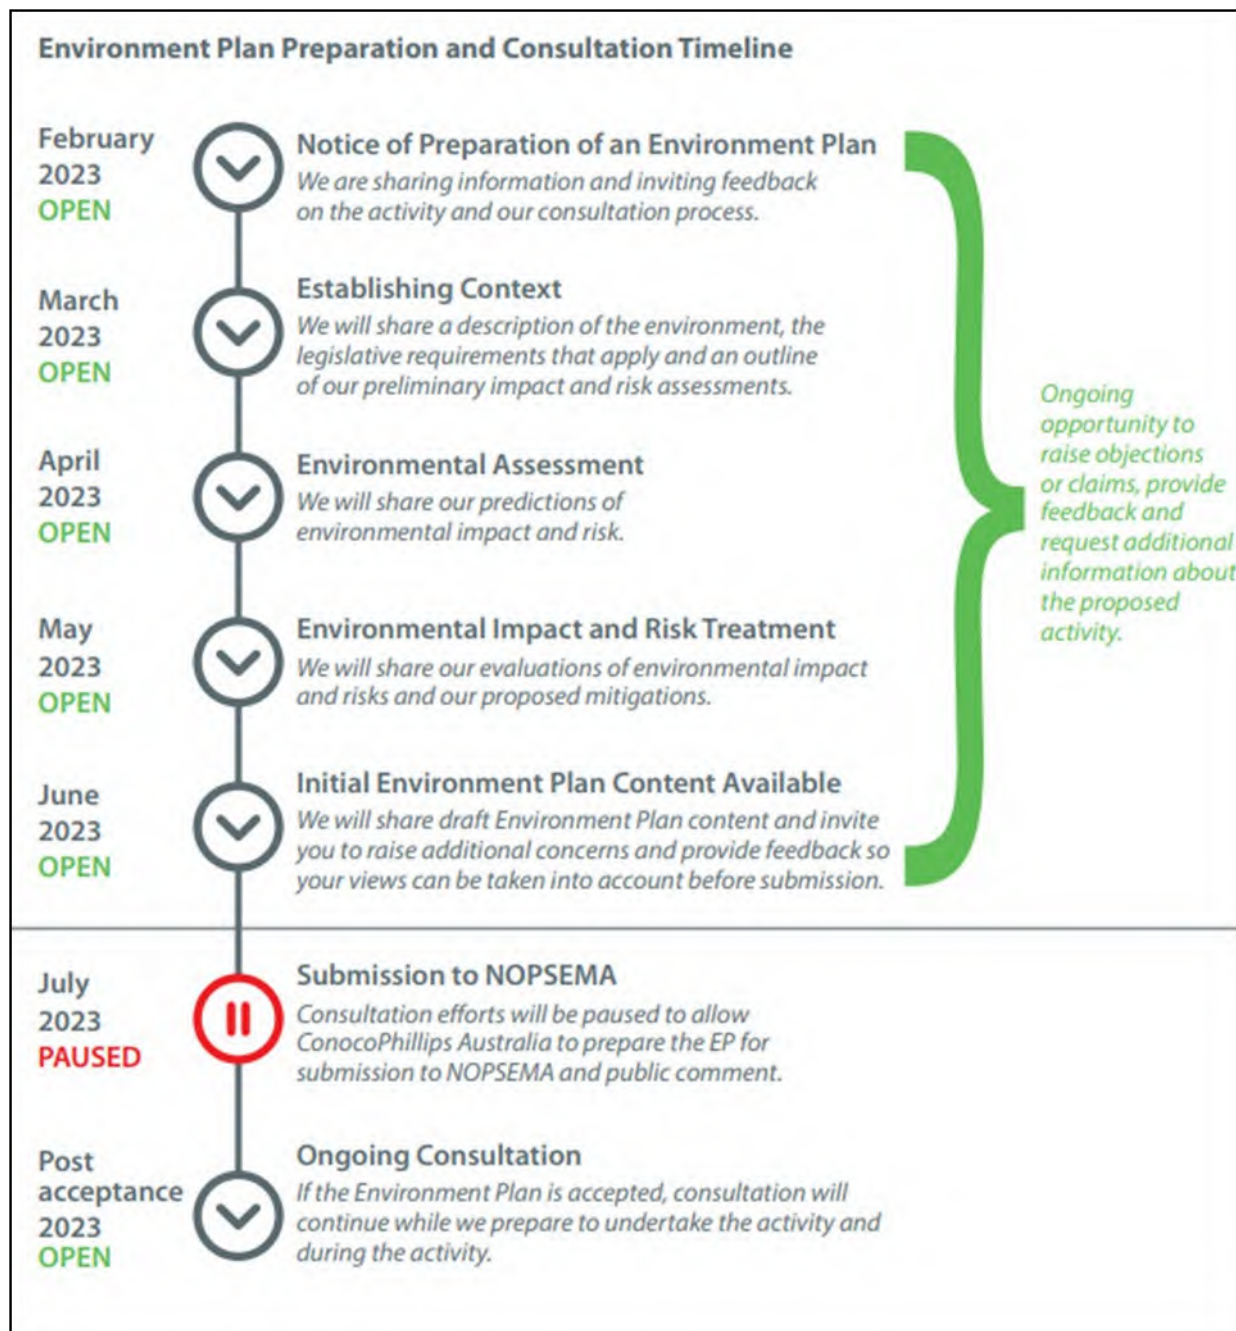 Environment Plan Preparation and Consultation Timeline
February
2023
OPEN
Notice of Preparation of an Environment Plan
We are sharing information and inviting feedback
on the activity and our consultation process.
March
2023
OPEN
Establishing Context
We will share a description of the environment, the
legislative requirements that apply and an outline
of our preliminary impact and risk assessments.
April
2023
OPEN
Environmental Assessment
We will share our predictions of
environmental impact and risk.
May
2023
OPEN
Environmental Impact and Risk Treatment
We will share our evaluations of environmental impact
and risks and our proposed mitigations.
June
2023
OPEN
Initial Environment Plan Content Available
We will share draft Environment Plan content and invite
you to raise additional concerns and provide feedback so
your views can be taken into account before submission.
Ongoing
opportunity to
raise objections
or claims, provide
feedback and
request additional
information about
the proposed
activity.
July
2023
PAUSED
Submission to NOPSEMA
Consultation efforts will be paused to allow
ConocoPhillips Australia to prepare the EP for
submission to NOPSEMA and public comment.
Post
acceptance
2023
OPEN
Ongoing Consultation
If the Environment Plan is accepted, consultation will
continue while we prepare to undertake the activity and
during the activity.